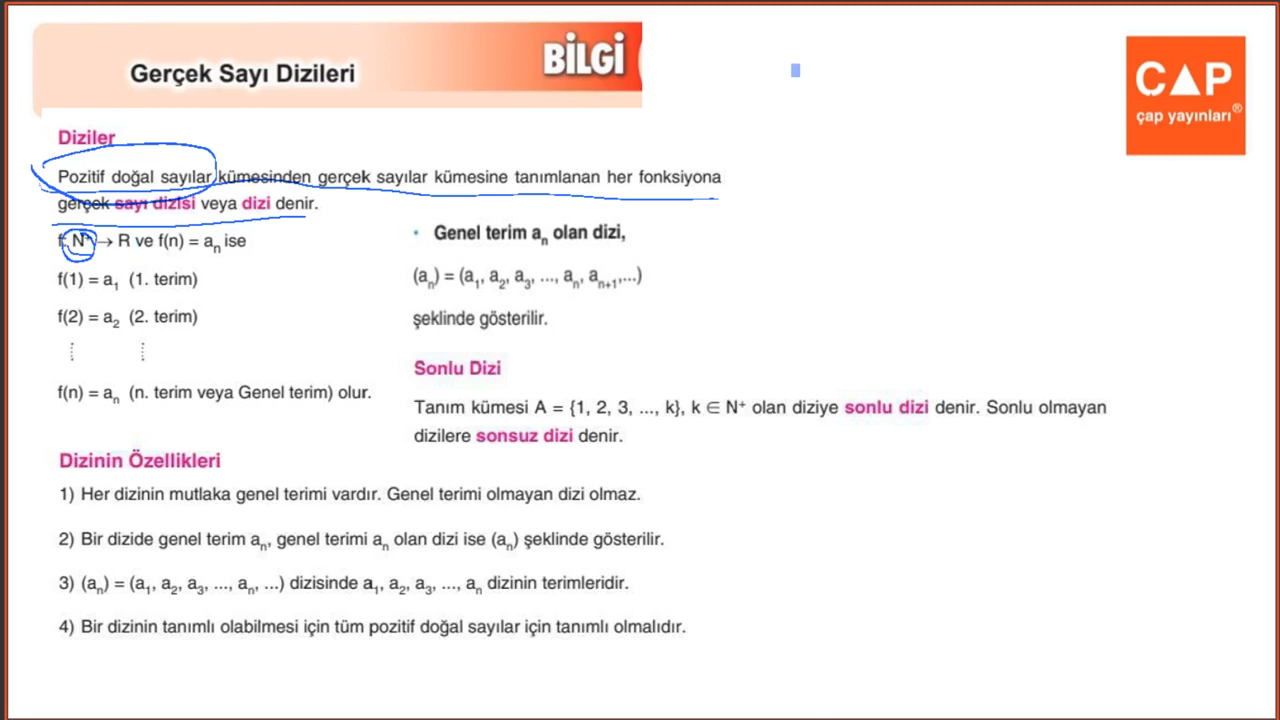 Gerçek Sayı Dizileri
BİLGİ
ÇAP
çap yayınları®
Diziler
Pozitif doğal sayılar kümesinden gerçek sayılar kümesine tanımlanan her fonksiyona
gerçek sayı dizisi veya dizi denir.
f: N⁺ → R ve f(n) = aₙ ise
f(1) = a₁ (1. terim)
f(2) = a₂ (2. terim)
⋮ ⋮
f(n) = aₙ (n. terim veya Genel terim) olur.
• Genel terim aₙ olan dizi,
(aₙ) = (a₁, a₂, a₃, ..., aₙ, aₙ₊₁,...)
şeklinde gösterilir.
Sonlu Dizi
Tanım kümesi A = {1, 2, 3, ..., k}, k ∈ N⁺ olan diziye sonlu dizi denir. Sonlu olmayan
dizilere sonsuz dizi denir.
Dizinin Özellikleri
1) Her dizinin mutlaka genel terimi vardır. Genel terimi olmayan dizi olmaz.
2) Bir dizide genel terim aₙ, genel terimi aₙ olan dizi ise (aₙ) şeklinde gösterilir.
3) (aₙ) = (a₁, a₂, a₃, ..., aₙ, ...) dizisinde a₁, a₂, a₃, ..., aₙ dizinin terimleridir.
4) Bir dizinin tanımlı olabilmesi için tüm pozitif doğal sayılar için tanımlı olmalıdır.